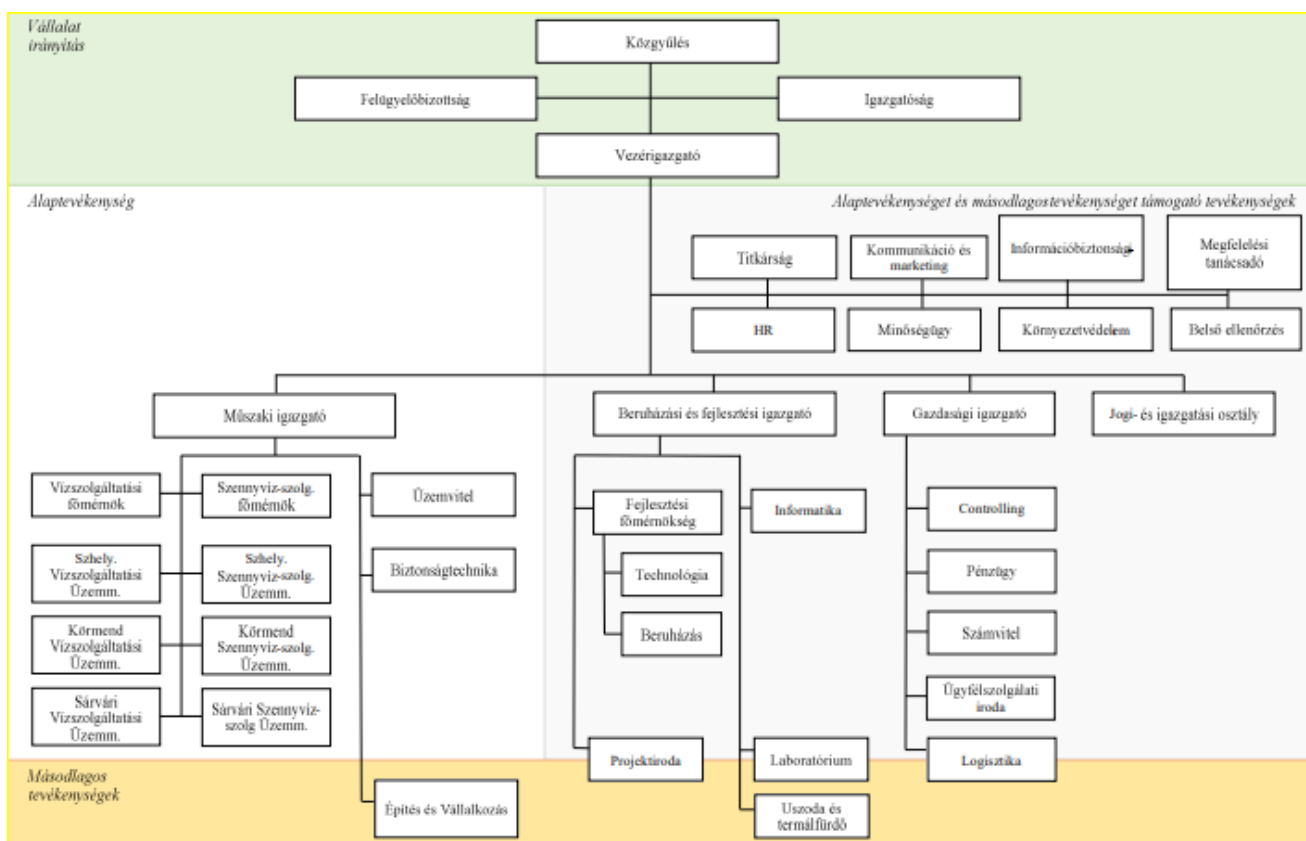 Vállalat
irányítás
Közgyűlés
Felügyelőbizottság
Igazgatóság
Vezérigazgató
Alaptevékenység
Alaptevékenységet és másodlagostevékenységet támogató tevékenységek
Titkárság
Kommunikáció és
marketing
Információbiztonsági
Megfelelési
tanácsadó
HR
Minőségügy
Környezetvédelem
Belső ellenőrzés
Műszaki igazgató
Beruházási és fejlesztési igazgató
Gazdasági igazgató
Jogi- és igazgatási osztály
Vízszolgáltatási
főmérnök
Szennyvíz-szolg.
főmérnök
Üzemvitel
Fejlesztési
főmérnökség
Informatika
Controlling
Szhely.
Vízszolgáltatási
Üzemm.
Szhely.
Szennyvíz-szolg.
Üzemm.
Biztonságtechnika
Technológia
Pénzügy
Körmend
Vízszolgáltatási
Üzemm.
Körmend
Szennyvíz-szolg.
Üzemm.
Beruházás
Számvitel
Sárvári
Vízszolgáltatási
Üzemm.
Sárvári Szennyvíz-
szolg Üzemm.
Ügyfélszolgálati
iroda
Projektiroda
Laboratórium
Logisztika
Másodlagos
tevékenységek
Építés és Vállalkozás
Uszoda és
termálfürdő